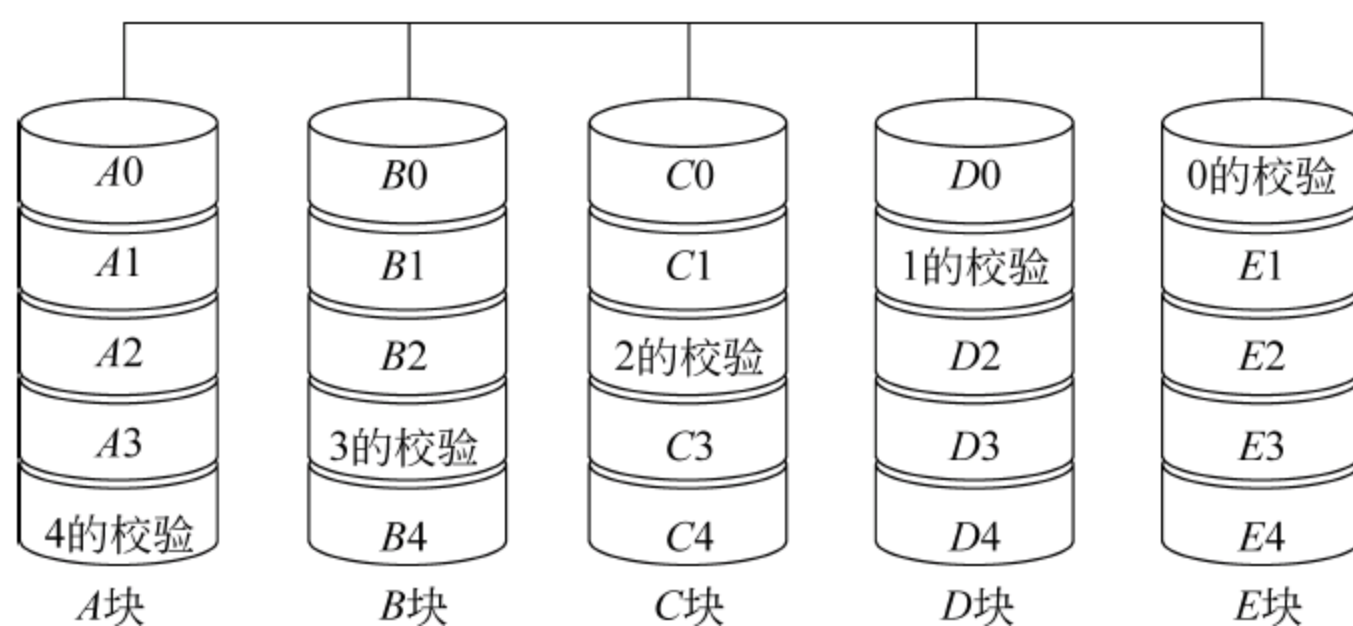 A0 B0 C0 D0 0的校验
A1 B1 C1 1的校验 E1
A2 B2 2的校验 D2 E2
A3 3的校验 C3 D3 E3
4的校验 B4 C4 D4 E4
A块 B块 C块 D块 E块